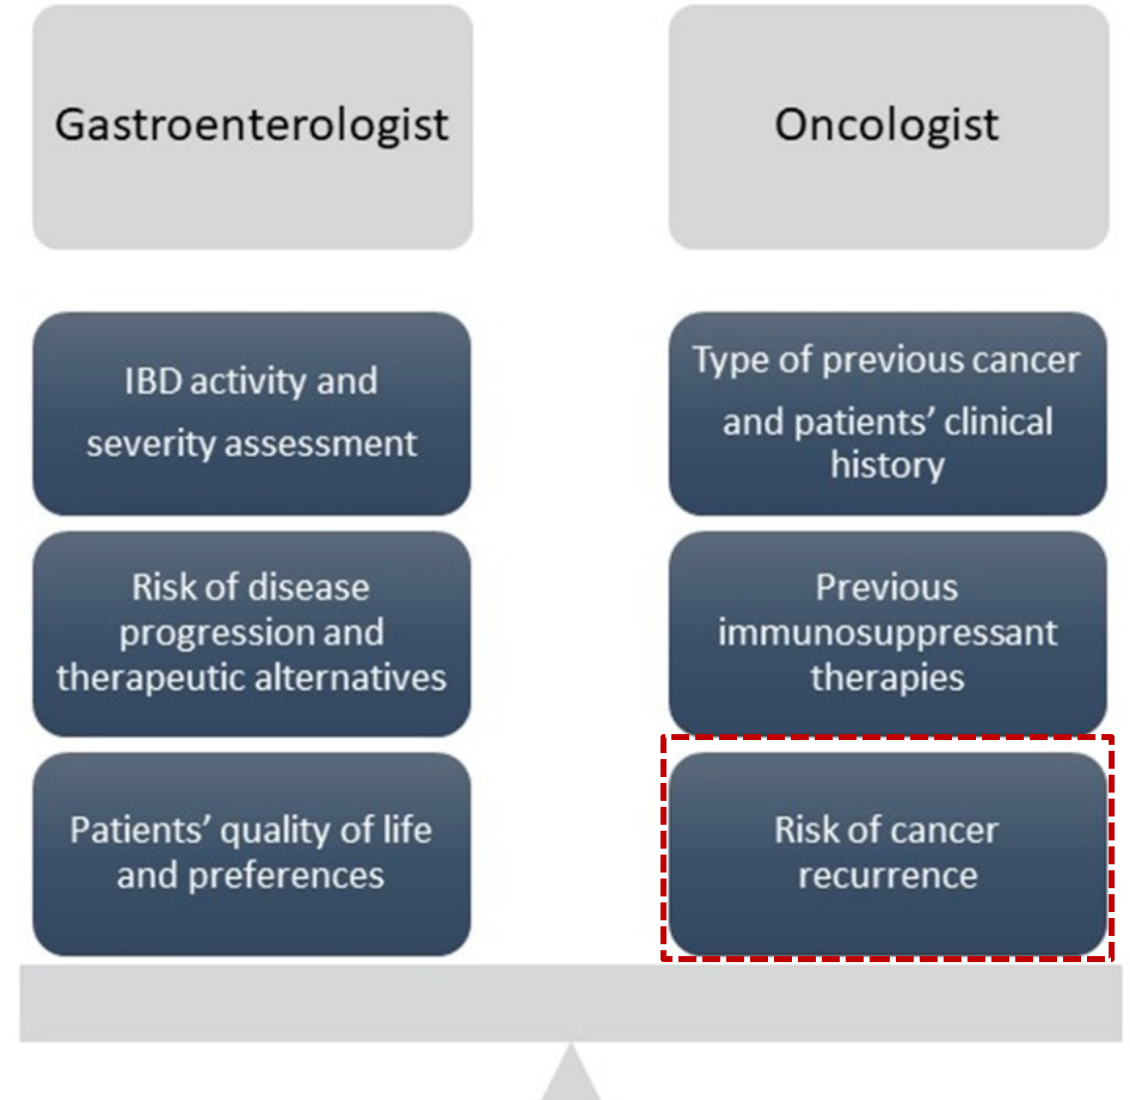 Gastroenterologist
Oncologist
IBD activity and
severity assessment
Type of previous cancer
and patients’ clinical
history
Risk of disease
progression and
therapeutic alternatives
Previous
immunosuppressant
therapies
Patients’ quality of life
and preferences
Risk of cancer
recurrence